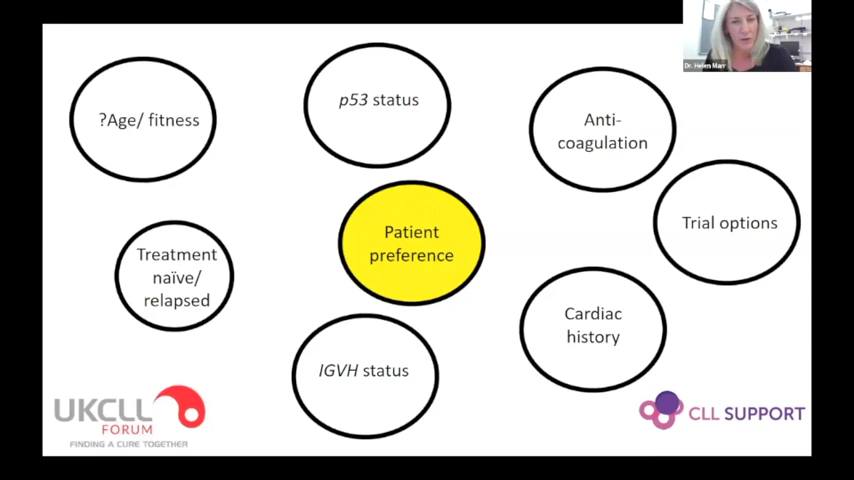 Dr. Helen Marr
?Age/ fitness
p53 status
Anti-
coagulation
Trial options
Patient
preference
Treatment
naïve/
relapsed
Cardiac
history
IGVH status
UKCLL
FORUM
FINDING A CURE TOGETHER
CLL SUPPORT